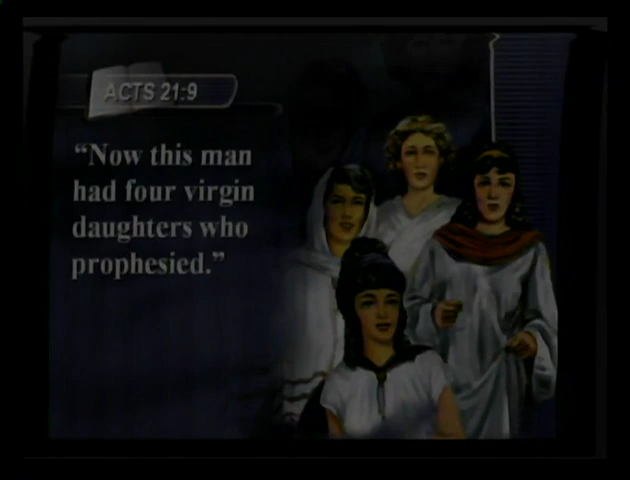 ACTS 21:9
“Now this man
had four virgin
daughters who
prophesied.”